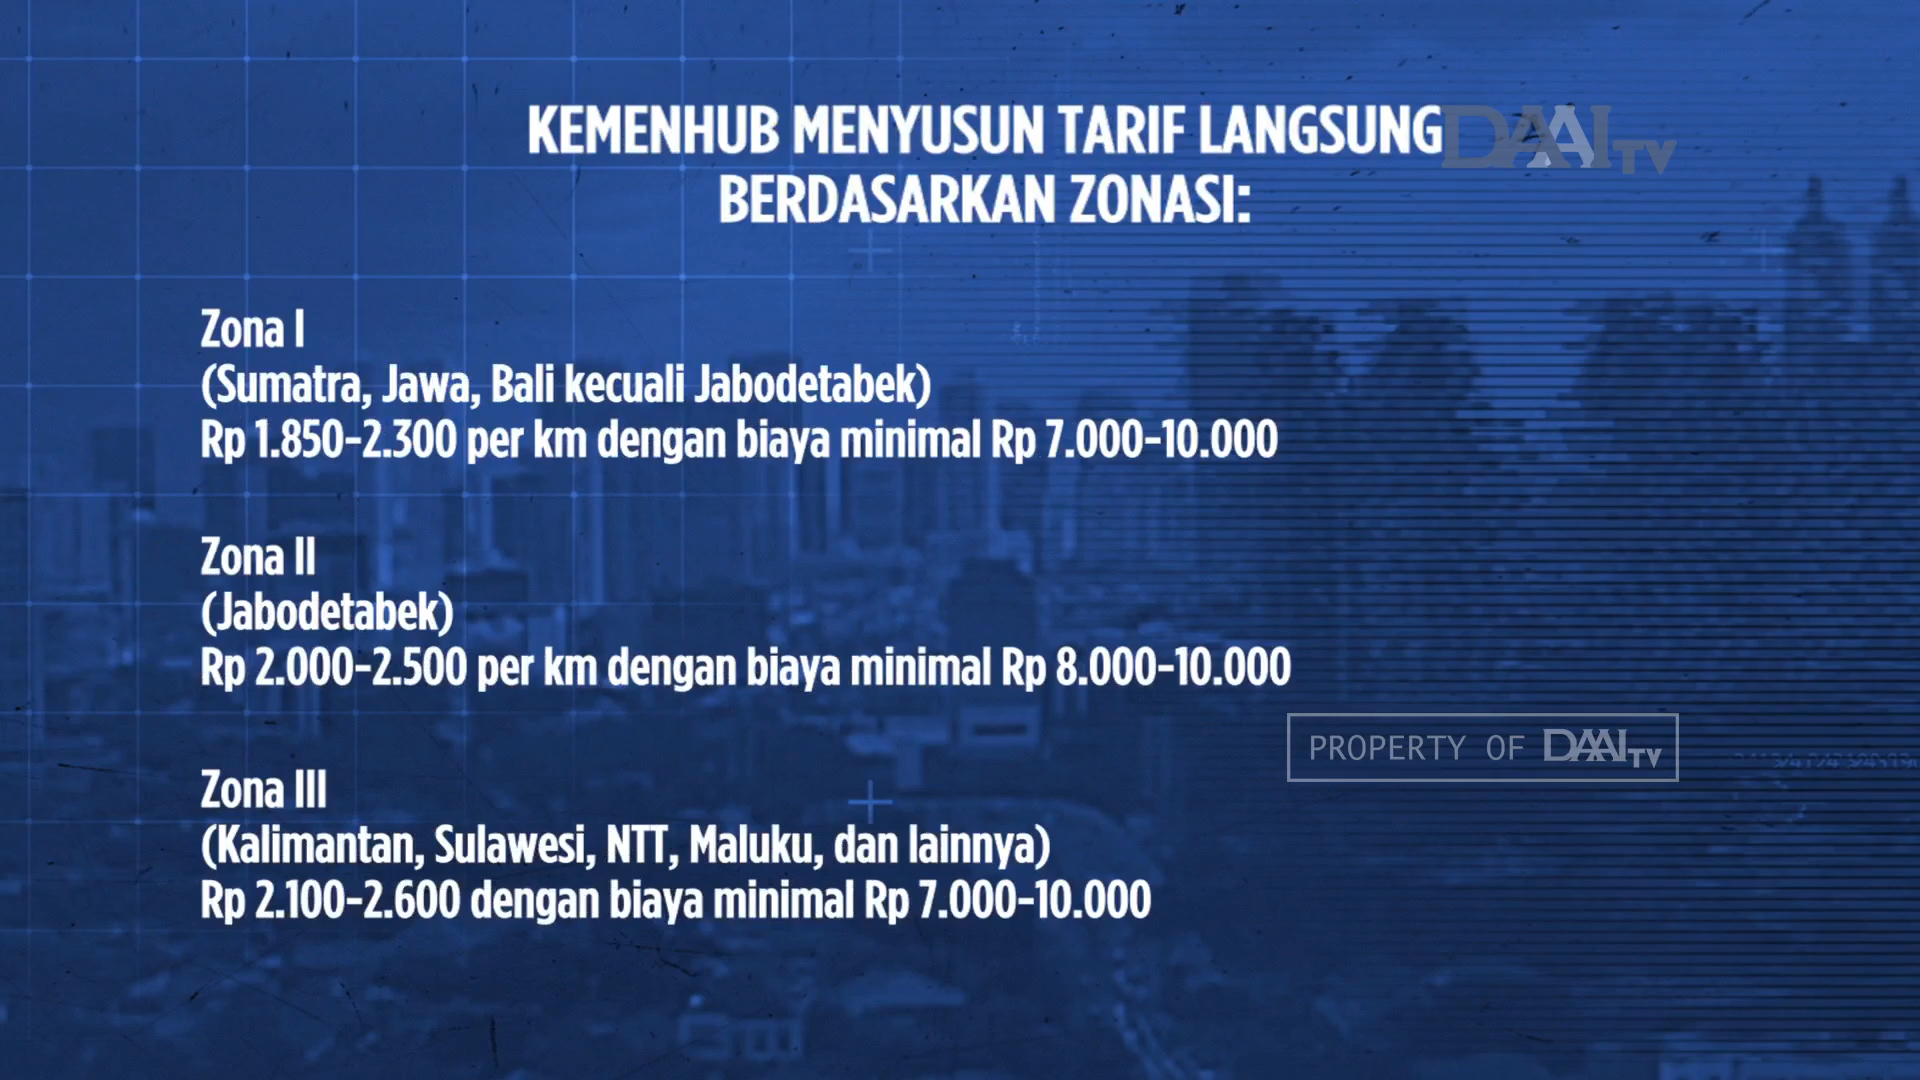 KEMENHUB MENYUSUN TARIF LANGSUNG
DAAI TV
BERDASARKAN ZONASI:
Zona I
(Sumatra, Jawa, Bali kecuali Jabodetabek)
Rp 1.850-2.300 per km dengan biaya minimal Rp 7.000-10.000
Zona II
(Jabodetabek)
Rp 2.000-2.500 per km dengan biaya minimal Rp 8.000-10.000
PROPERTY OF DAAI TV
Zona III
(Kalimantan, Sulawesi, NTT, Maluku, dan lainnya)
Rp 2.100-2.600 dengan biaya minimal Rp 7.000-10.000